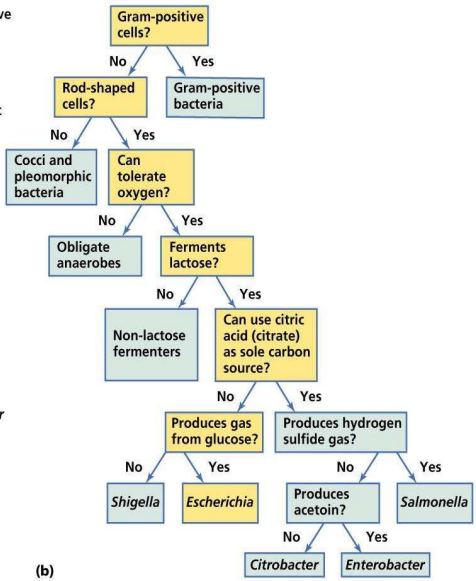 ve
Gram-positive
cells?
No
Yes
Rod-shaped
cells?
Gram-positive
bacteria
t
No
Yes
Cocci and
pleomorphic
bacteria
Can
tolerate
oxygen?
No
Yes
Obligate
anaerobes
Ferments
lactose?
No
Yes
Non-lactose
fermenters
Can use citric
acid (citrate)
as sole carbon
source?
No
Yes
r
Produces gas
from glucose?
Produces hydrogen
sulfide gas?
No
Yes
No
Yes
Shigella
Escherichia
Produces
acetoin?
Salmonella
No
Yes
Citrobacter
Enterobacter
(b)